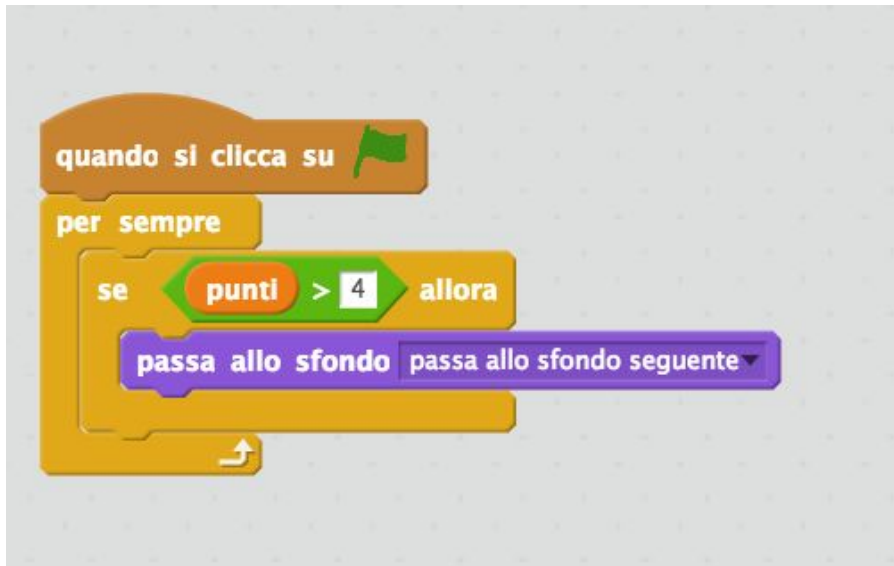 quando si clicca su
per sempre
se punti > 4 allora
passa allo sfondo passa allo sfondo seguente